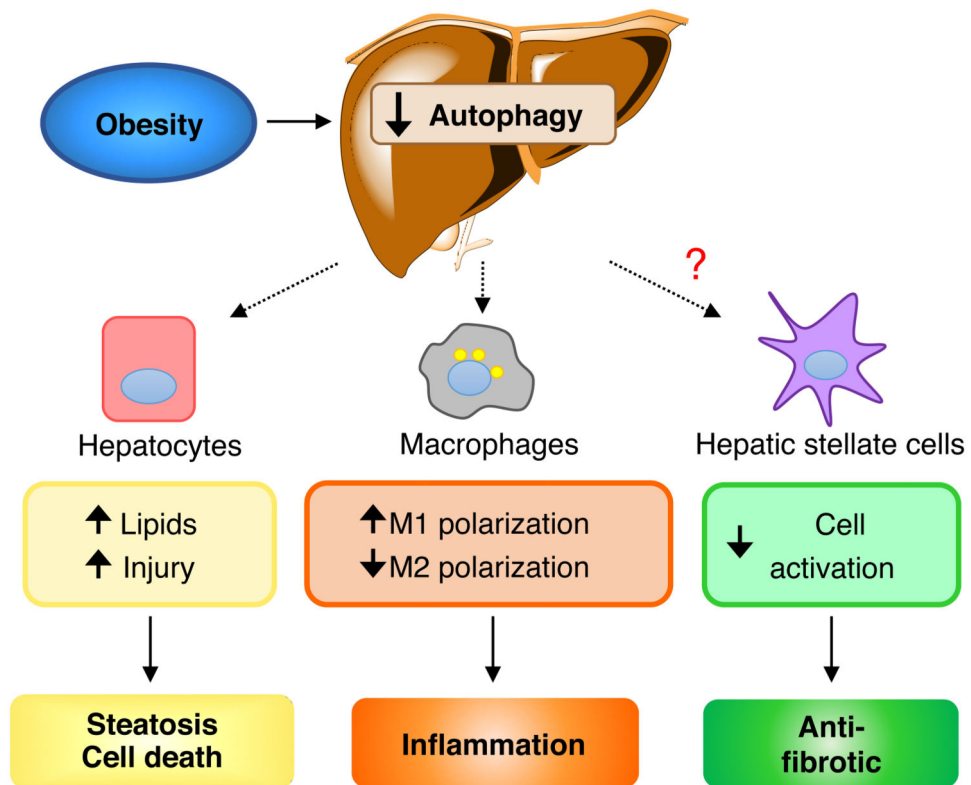 Obesity
↓ Autophagy
?
Hepatocytes
Macrophages
Hepatic stellate cells
↑ Lipids
↑ Injury
↑ M1 polarization
↓ M2 polarization
↓ Cell
activation
Steatosis
Cell death
Inflammation
Anti-
fibrotic